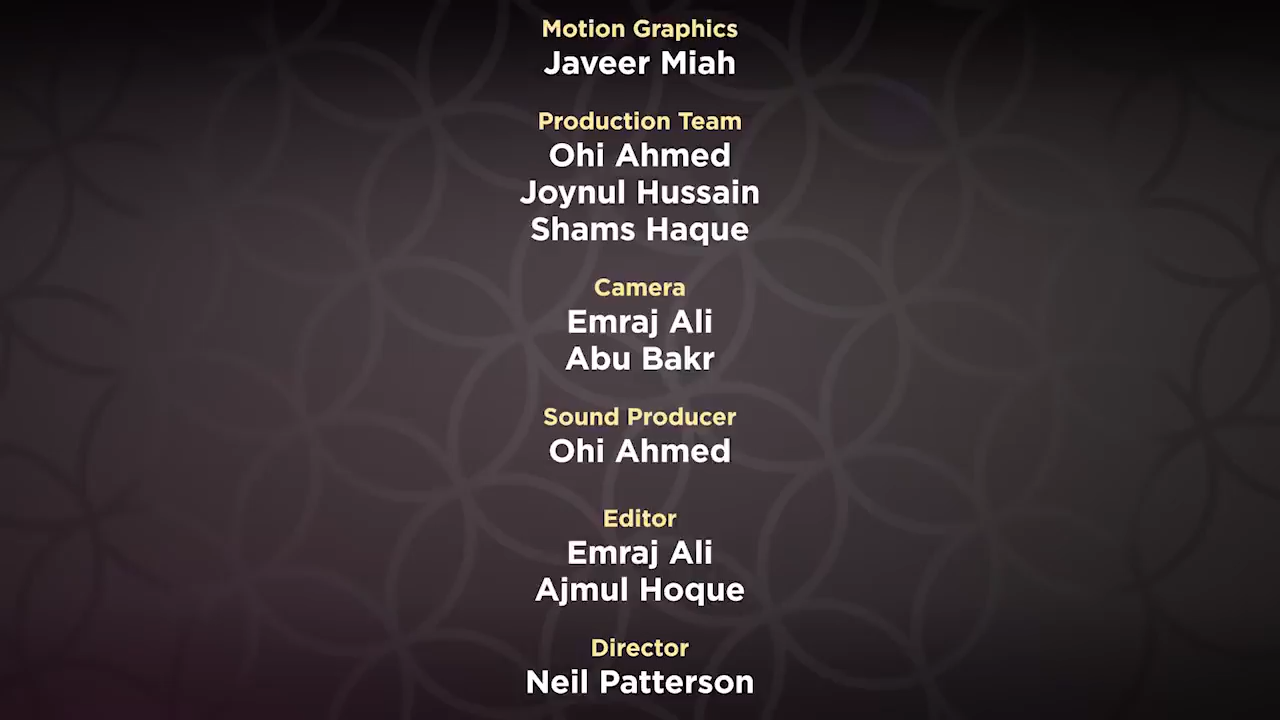 Motion Graphics
Javeer Miah
Production Team
Ohi Ahmed
Joynul Hussain
Shams Haque
Camera
Emraj Ali
Abu Bakr
Sound Producer
Ohi Ahmed
Editor
Emraj Ali
Ajmul Hoque
Director
Neil Patterson